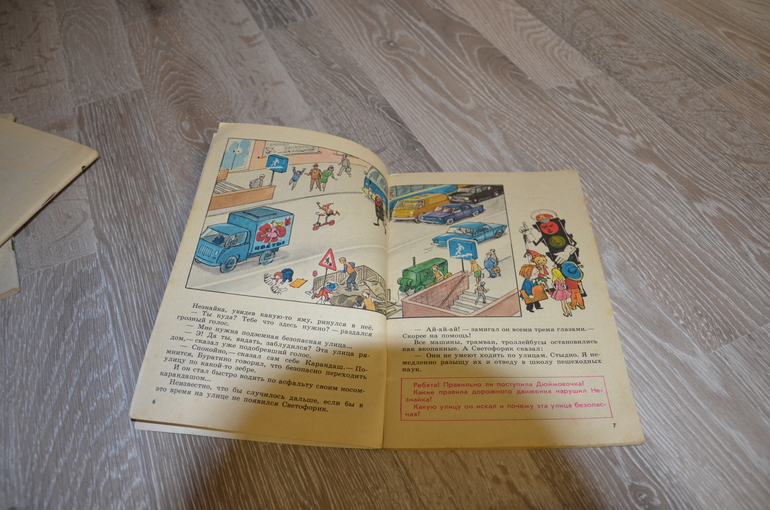 ЦВЕТЫ
Незнайка, увидев какую-то яму, ринулся в неё,
— Ты куда? Тебе что здесь нужно? — раздался
грозный голос.
— Мне нужна подземная безопасная улица...
— Э! Да ты, видать, заблудился? Эта улица ря-
дом,— сказал уже подобревший голос.
— Спокойно,— сказал сам себе Карандаш.— По-
мнится, Буратино говорил, что безопасно переходить
улицу по какой-то зебре.
И он стал быстро водить по асфальту своим носом-
карандашом...
Неизвестно, что бы случилось дальше, если бы в
это время на улице не появился Светофорик.
6
— Ай-ай-ай! — замигал он всеми тремя глазами.—
Скорее на помощь!
Все машины, трамваи, троллейбусы остановились
как вкопанные. А Светофорик сказал:
— Они не умеют ходить по улицам. Стыдно. Я не-
медленно разыщу их и отведу в школу пешеходных
наук.
Ребята! Правильно ли поступила Дюймовочка?
Какие правила дорожного движения нарушил Не-
знайка?
Какую улицу он искал и почему эта улица безопас-
ная?
7